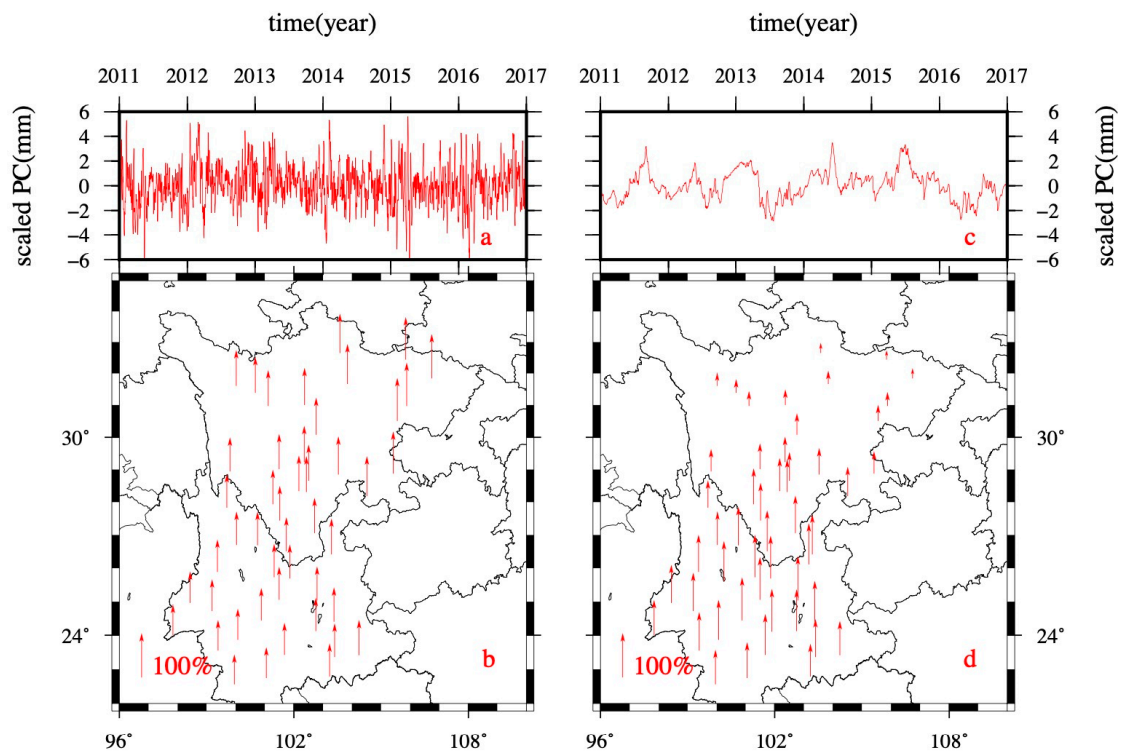 time(year) time(year)
2011 2012 2013 2014 2015 2016 2017 2011 2012 2013 2014 2015 2016 2017
scaled PC(mm) scaled PC(mm)
6 6
4 4
2 2
0 0
−2 −2
−4 −4
−6 −6
a c
30˚ 30˚
24˚ 24˚
100% b 100% d
96˚ 102˚ 108˚ 96˚ 102˚ 108˚